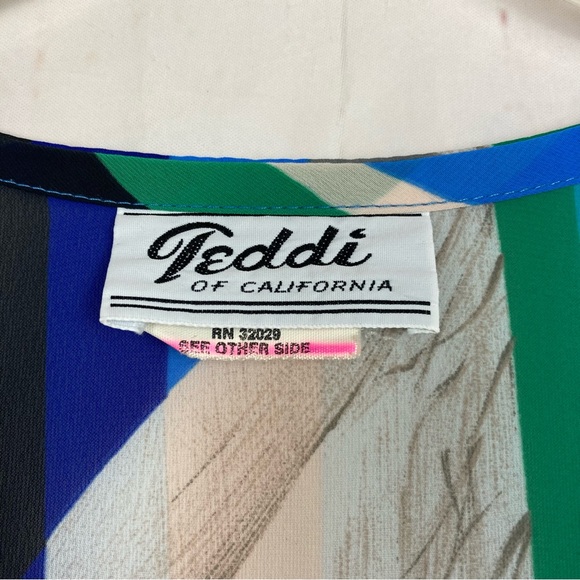 Teddi
OF CALIFORNIA
RN 32029
SEE OTHER SIDE